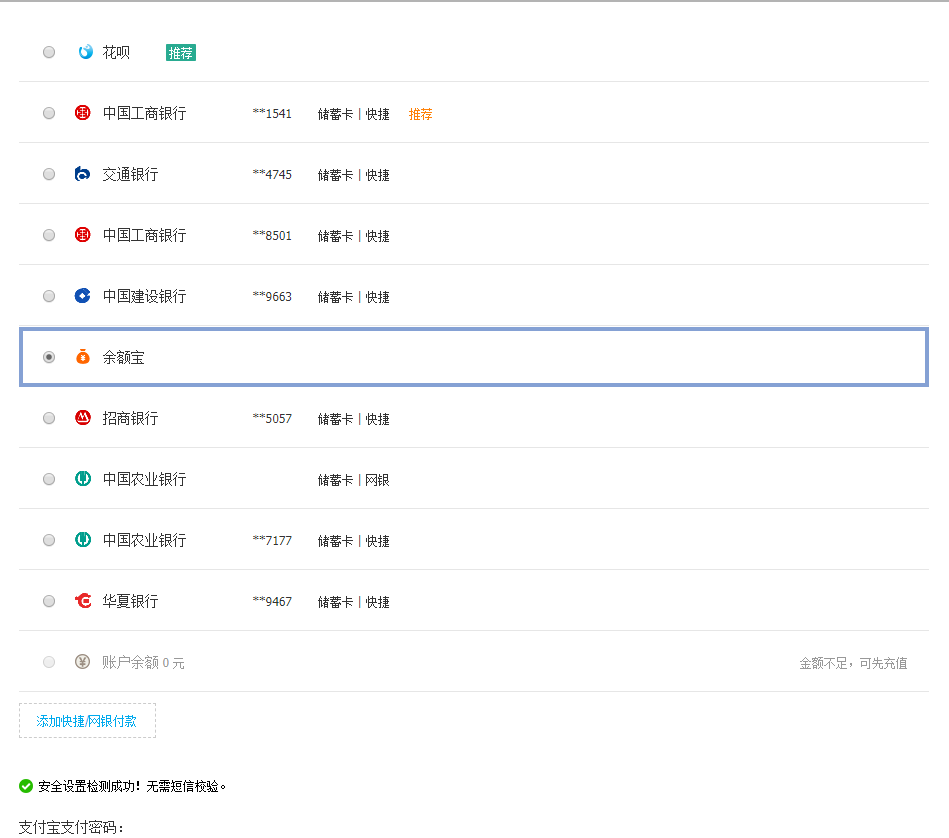 花呗 推荐
中国工商银行 **1541 储蓄卡 | 快捷 推荐
交通银行 **4745 储蓄卡 | 快捷
中国工商银行 **8501 储蓄卡 | 快捷
中国建设银行 **9663 储蓄卡 | 快捷
余额宝
招商银行 **5057 储蓄卡 | 快捷
中国农业银行 储蓄卡 | 网银
中国农业银行 **7177 储蓄卡 | 快捷
华夏银行 **9467 储蓄卡 | 快捷
账户余额 0 元 金额不足，可先充值
添加快捷/网银付款
安全设置检测成功！无需短信校验。
支付宝支付密码：